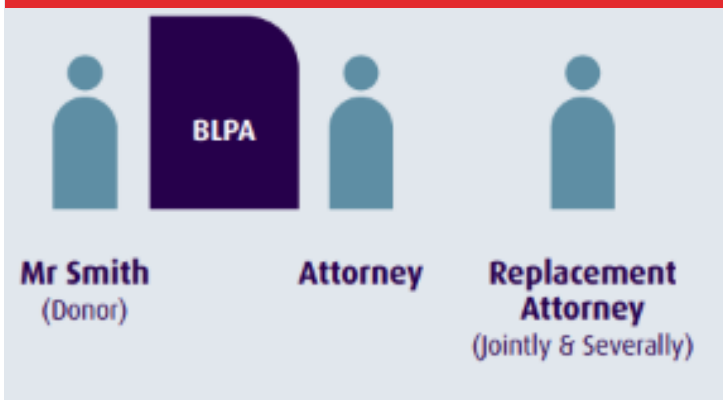 BLPA
Mr Smith
(Donor)
Attorney
Replacement
Attorney
(Jointly & Severally)